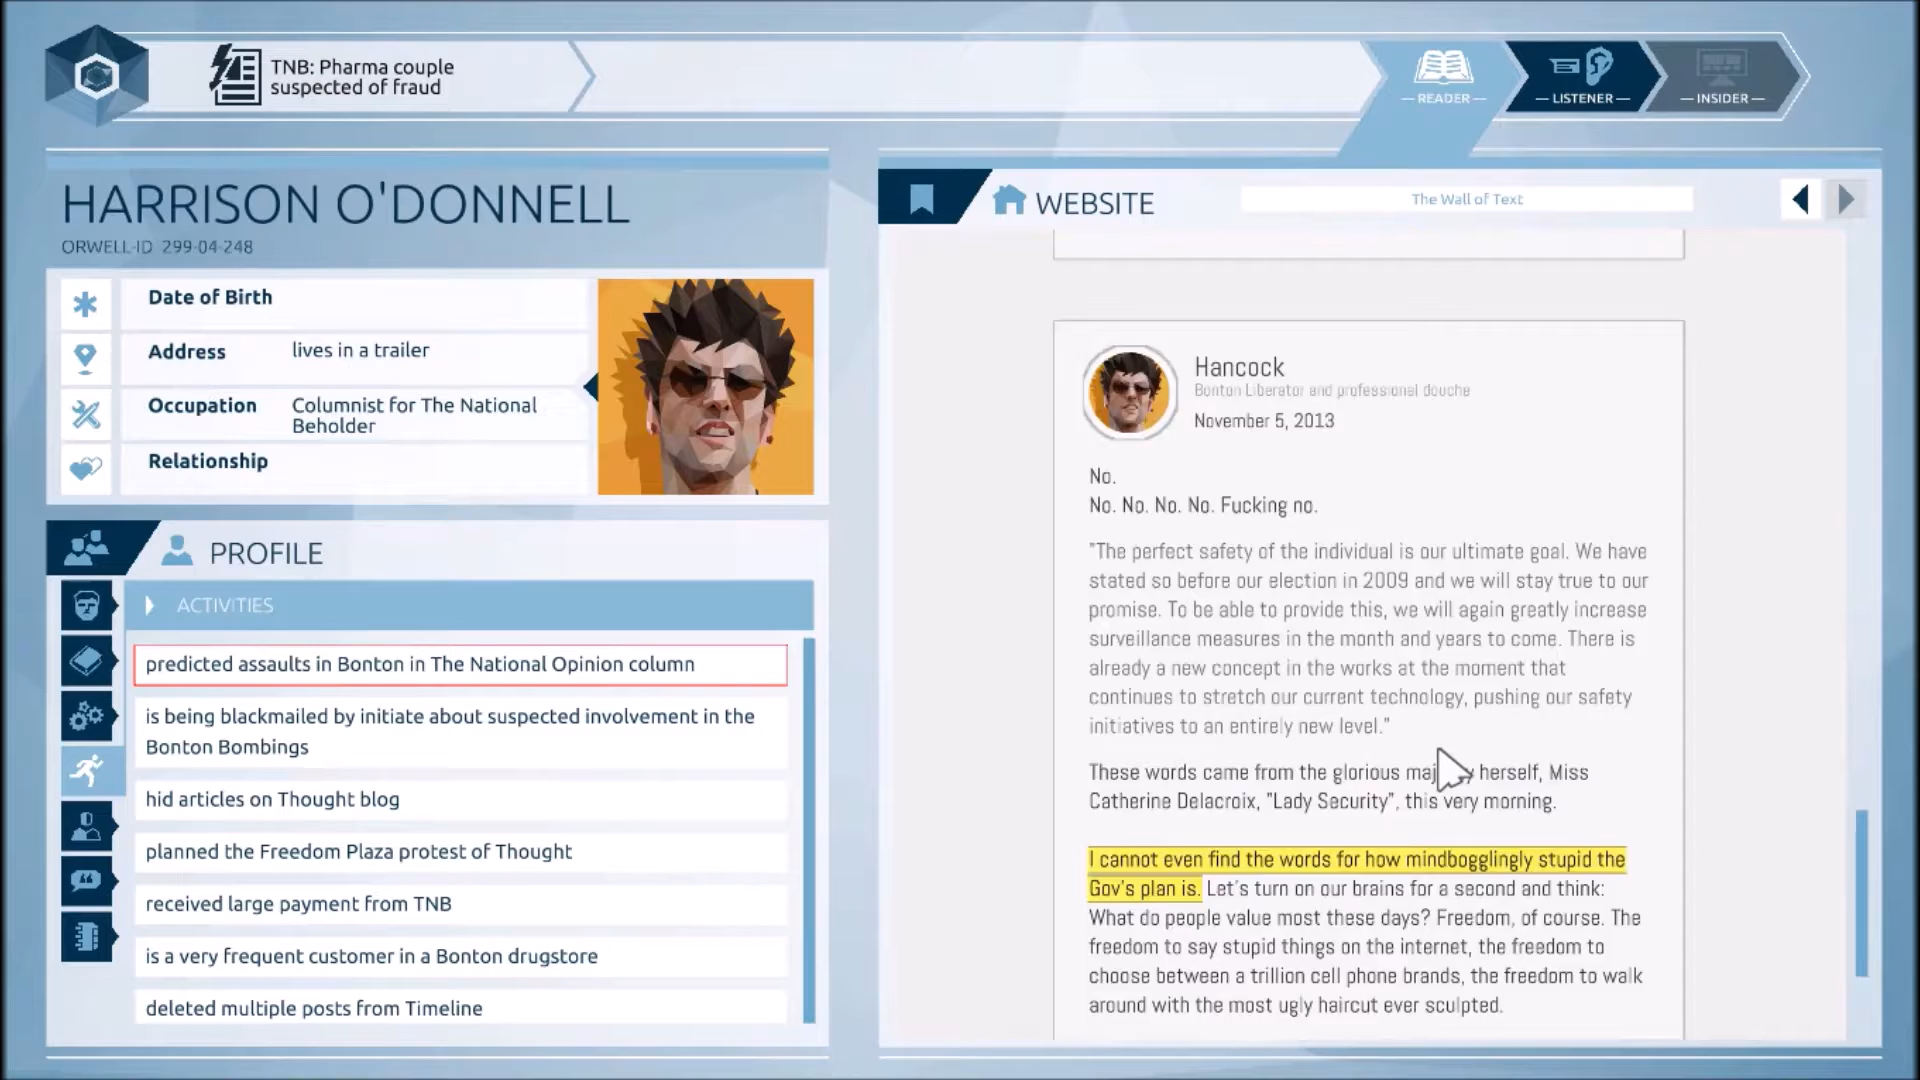 TNB: Pharma couple
suspected of fraud
READER
LISTENER
INSIDER
HARRISON O'DONNELL
ORWELL-ID 299-04-248
Date of Birth
Address lives in a trailer
Occupation Columnist for The National
Beholder
Relationship
PROFILE
ACTIVITIES
predicted assaults in Bonton in The National Opinion column
is being blackmailed by initiate about suspected involvement in the
Bonton Bombings
hid articles on Thought blog
planned the Freedom Plaza protest of Thought
received large payment from TNB
is a very frequent customer in a Bonton drugstore
deleted multiple posts from Timeline
WEBSITE
The Wall of Text
Hancock
Bonton Liberator and professional douche
November 5, 2013
No.
No. No. No. No. Fucking no.
"The perfect safety of the individual is our ultimate goal. We have
stated so before our election in 2009 and we will stay true to our
promise. To be able to provide this, we will again greatly increase
surveillance measures in the month and years to come. There is
already a new concept in the works at the moment that
continues to stretch our current technology, pushing our safety
initiatives to an entirely new level."
These words came from the glorious herself, Miss
Catherine Delacroix, "Lady Security", this very morning.
I cannot even find the words for how mindbogglingly stupid the
Gov's plan is. Let's turn on our brains for a second and think:
What do people value most these days? Freedom, of course. The
freedom to say stupid things on the internet, the freedom to
choose between a trillion cell phone brands, the freedom to walk
around with the most ugly haircut ever sculpted.